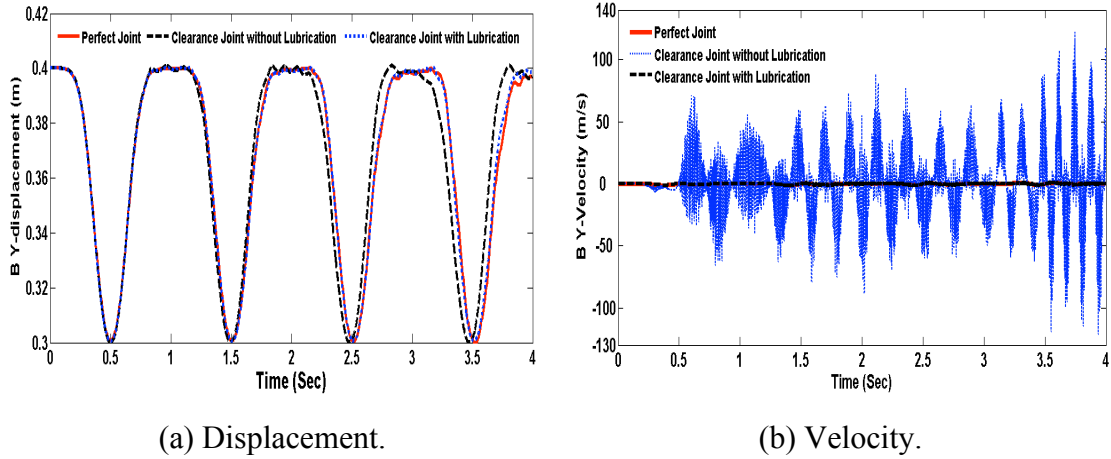 0.42
Perfect Joint Clearance Joint without Lubrication Clearance Joint with Lubrication
0.4
0.38
0.36
0.34
0.32
0.3
B Y-displacement (m)
0 0.5 1 1.5 2 2.5 3 3.5 4
Time (Sec)
(a) Displacement.
140
100
50
0
-50
-100
-130
B Y-Velocity (m/s)
Perfect Joint
Clearance Joint without Lubrication
Clearance Joint with Lubrication
0 0.5 1 1.5 2 2.5 3 3.5 4
Time (Sec)
(b) Velocity.